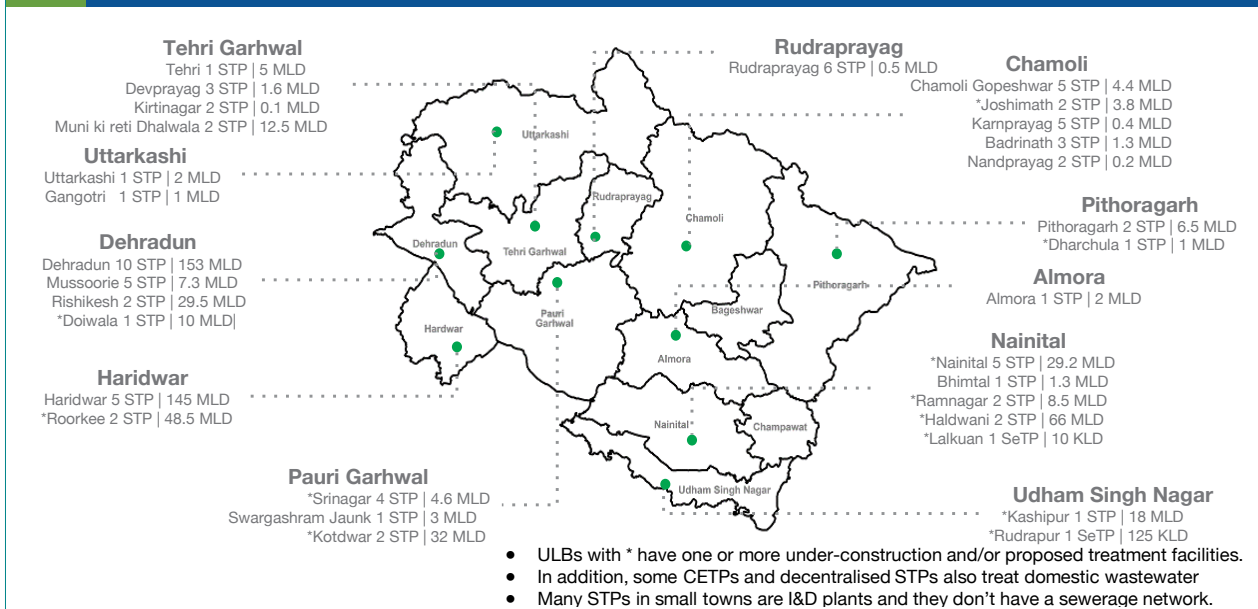 Tehri Garhwal
Tehri 1 STP | 5 MLD
Devprayag 3 STP | 1.6 MLD
Kirtinagar 2 STP | 0.1 MLD
Muni ki reti Dhalwala 2 STP | 12.5 MLD
Uttarkashi
Uttarkashi 1 STP | 2 MLD
Gangotri 1 STP | 1 MLD
Dehradun
Dehradun 10 STP | 153 MLD
Mussoorie 5 STP | 7.3 MLD
Rishikesh 2 STP | 29.5 MLD
*Doiwala 1 STP | 10 MLD|
Haridwar
Haridwar 5 STP | 145 MLD
*Roorkee 2 STP | 48.5 MLD
Pauri Garhwal
*Srinagar 4 STP | 4.6 MLD
Swargashram Jaunk 1 STP | 3 MLD
*Kotdwar 2 STP | 32 MLD
Rudraprayag
Rudraprayag 6 STP | 0.5 MLD
Chamoli
Chamoli Gopeshwar 5 STP | 4.4 MLD
*Joshimath 2 STP | 3.8 MLD
Karnprayag 5 STP | 0.4 MLD
Badrinath 3 STP | 1.3 MLD
Nandprayag 2 STP | 0.2 MLD
Pithoragarh
Pithoragarh 2 STP | 6.5 MLD
*Dharchula 1 STP | 1 MLD
Almora
Almora 1 STP | 2 MLD
Nainital
*Nainital 5 STP | 29.2 MLD
Bhimtal 1 STP | 1.3 MLD
*Ramnagar 2 STP | 8.5 MLD
*Haldwani 2 STP | 66 MLD
*Lalkuan 1 SeTP | 10 KLD
Udham Singh Nagar
*Kashipur 1 STP | 18 MLD
*Rudrapur 1 SeTP | 125 KLD
Uttarkashi
Rudraprayag
Chamoli
Dehradun
Tehri Garhwal
Pithoragarh
Bageshwar
Pauri
Garhwal
Hardwar
Almora
Nainital
Champawat
Udham Singh Nagar
• ULBs with * have one or more under-construction and/or proposed treatment facilities.
• In addition, some CETPs and decentralised STPs also treat domestic wastewater
• Many STPs in small towns are I&D plants and they don't have a sewerage network.